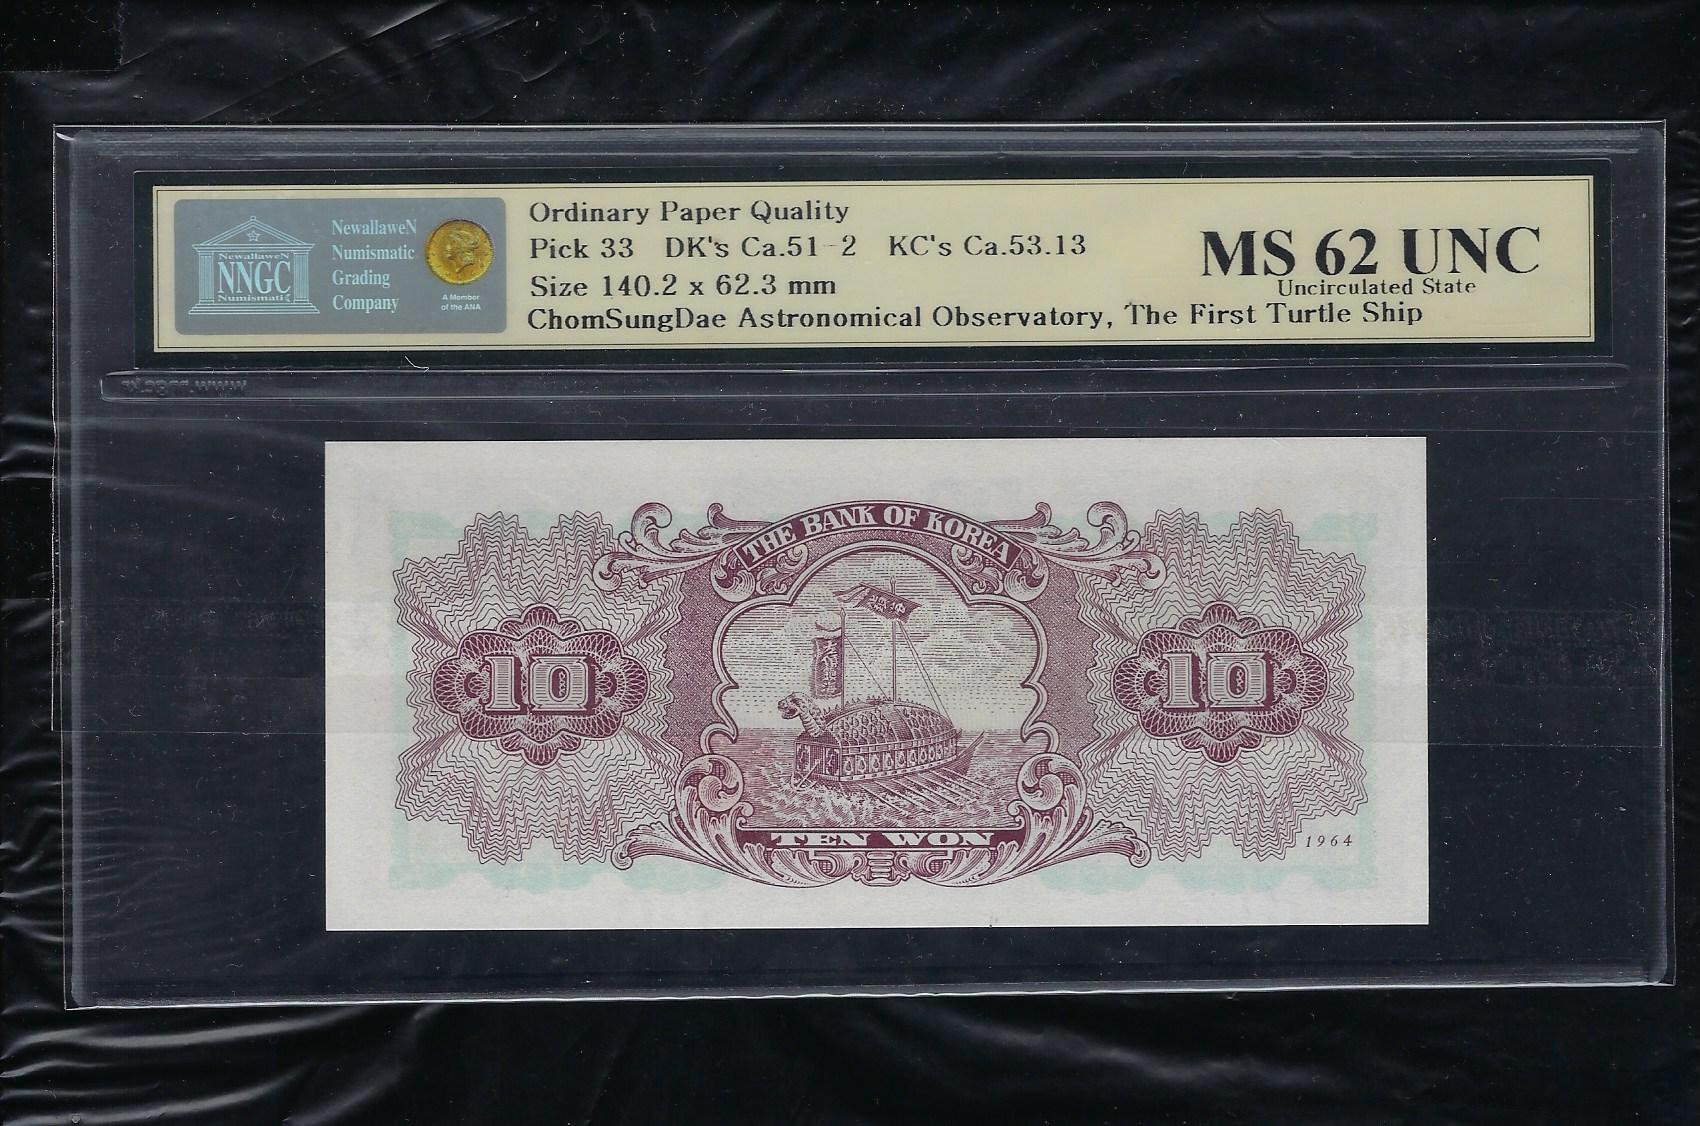 NewallaweN
Numismatic
Grading
Company
NewallaweN
NNGC
Numismatic
A Member
of the ANA
Ordinary Paper Quality
Pick 33 DK's Ca.51-2 KC's Ca.53.13
Size 140.2 x 62.3 mm
ChomSungDae Astronomical Observatory, The First Turtle Ship
MS 62 UNC
Uncirculated State
THE BANK OF KOREA
10
10
TEN WON
1964